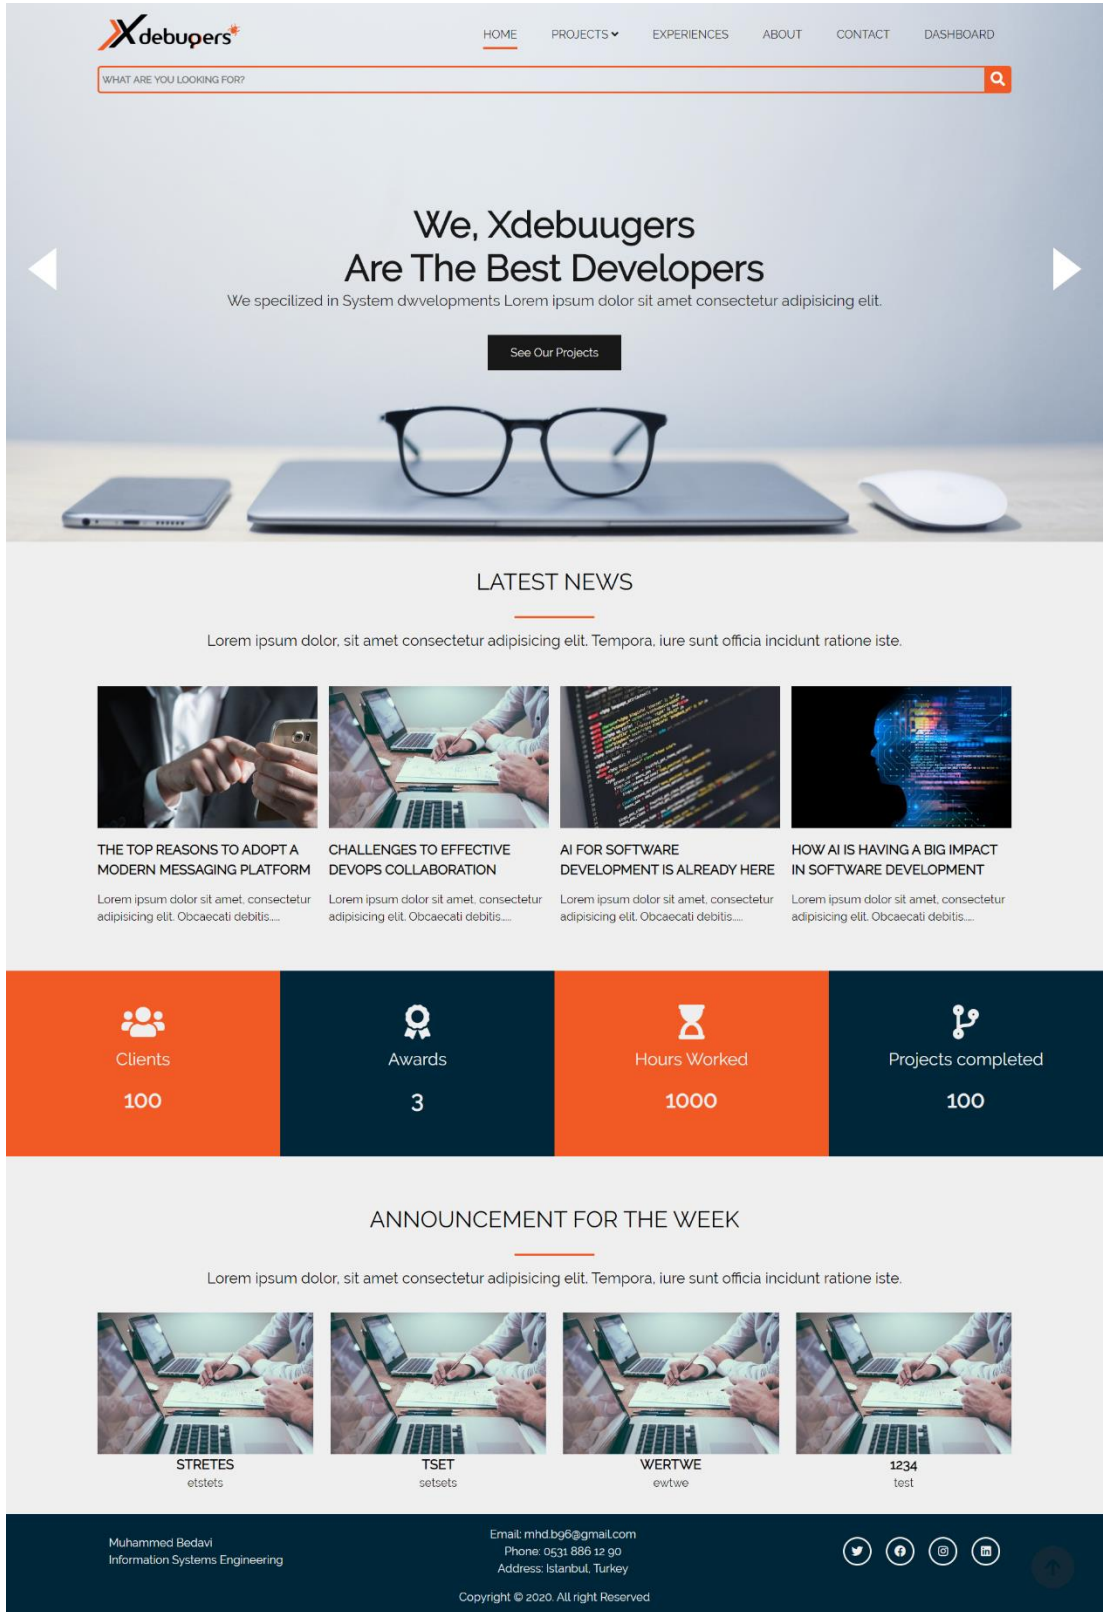 Xdebugers
HOME PROJECTS EXPERIENCES ABOUT CONTACT DASHBOARD
WHAT ARE YOU LOOKING FOR?
We, Xdebuugers
Are The Best Developers
We specilized in System dwvelopments Lorem ipsum dolor sit amet consectetur adipisicing elit.
See Our Projects
LATEST NEWS
Lorem ipsum dolor, sit amet consectetur adipisicing elit. Tempora, iure sunt officia incidunt ratione iste.
THE TOP REASONS TO ADOPT A
MODERN MESSAGING PLATFORM
Lorem ipsum dolor sit amet, consectetur
adipisicing elit. Obcaecati debitis.....
CHALLENGES TO EFFECTIVE
DEVOPS COLLABORATION
Lorem ipsum dolor sit amet, consectetur
adipisicing elit. Obcaecati debitis.....
AI FOR SOFTWARE
DEVELOPMENT IS ALREADY HERE
Lorem ipsum dolor sit amet, consectetur
adipisicing elit. Obcaecati debitis.....
HOW AI IS HAVING A BIG IMPACT
IN SOFTWARE DEVELOPMENT
Lorem ipsum dolor sit amet, consectetur
adipisicing elit. Obcaecati debitis.....
Clients
100
Awards
3
Hours Worked
1000
Projects completed
100
ANNOUNCEMENT FOR THE WEEK
Lorem ipsum dolor, sit amet consectetur adipisicing elit. Tempora, iure sunt officia incidunt ratione iste.
STRETES
etstets
TSET
setsets
WERTWE
ewtwe
1234
test
Muhammed Bedavi
Information Systems Engineering
Email: mhd.b96@gmail.com
Phone: 0531 886 12 90
Address: Istanbul, Turkey
Copyright © 2020. All right Reserved